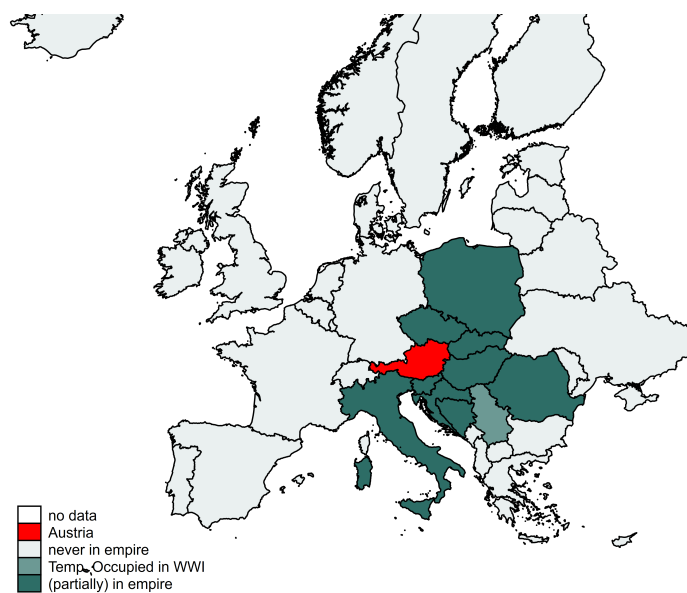 no data
Austria
never in empire
Temp. Occupied in WWI
(partially) in empire